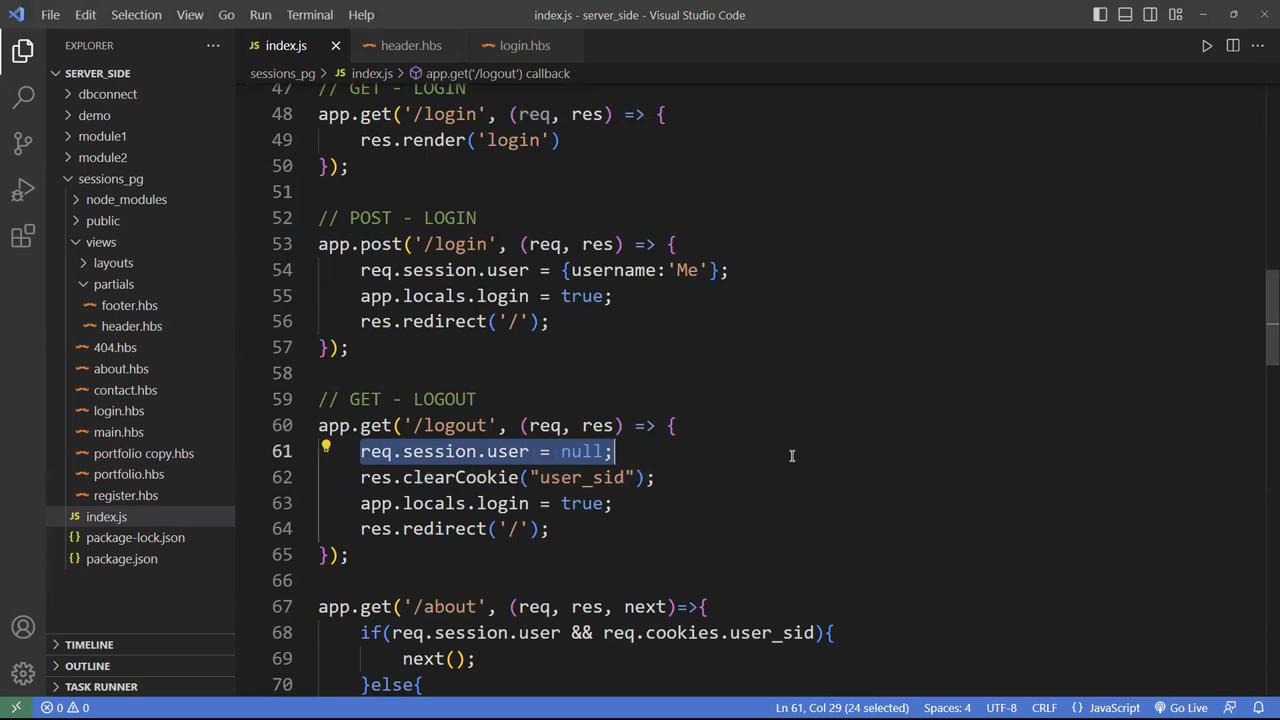 File Edit Selection View Go Run Terminal Help index.js - server_side - Visual Studio Code
EXPLORER
index.js header.hbs login.hbs
SERVER_SIDE
sessions_pg > index.js > app.get('/logout') callback
dbconnect
demo
module1
module2
sessions_pg
node_modules
public
views
layouts
partials
footer.hbs
header.hbs
404.hbs
about.hbs
contact.hbs
login.hbs
main.hbs
portfolio copy.hbs
portfolio.hbs
register.hbs
index.js
package-lock.json
package.json
TIMELINE
OUTLINE
TASK RUNNER
47 // GET - LOGIN
48 app.get('/login', (req, res) => {
49 res.render('login')
50 });
51
52 // POST - LOGIN
53 app.post('/login', (req, res) => {
54 req.session.user = {username:'Me'};
55 app.locals.login = true;
56 res.redirect('/');
57 });
58
59 // GET - LOGOUT
60 app.get('/logout', (req, res) => {
61 req.session.user = null;
62 res.clearCookie("user_sid");
63 app.locals.login = true;
64 res.redirect('/');
65 });
66
67 app.get('/about', (req, res, next)=>{
68 if(req.session.user && req.cookies.user_sid){
69 next();
70 }else{
0 0 Ln 61, Col 29 (24 selected) Spaces: 4 UTF-8 CRLF {} JavaScript Go Live